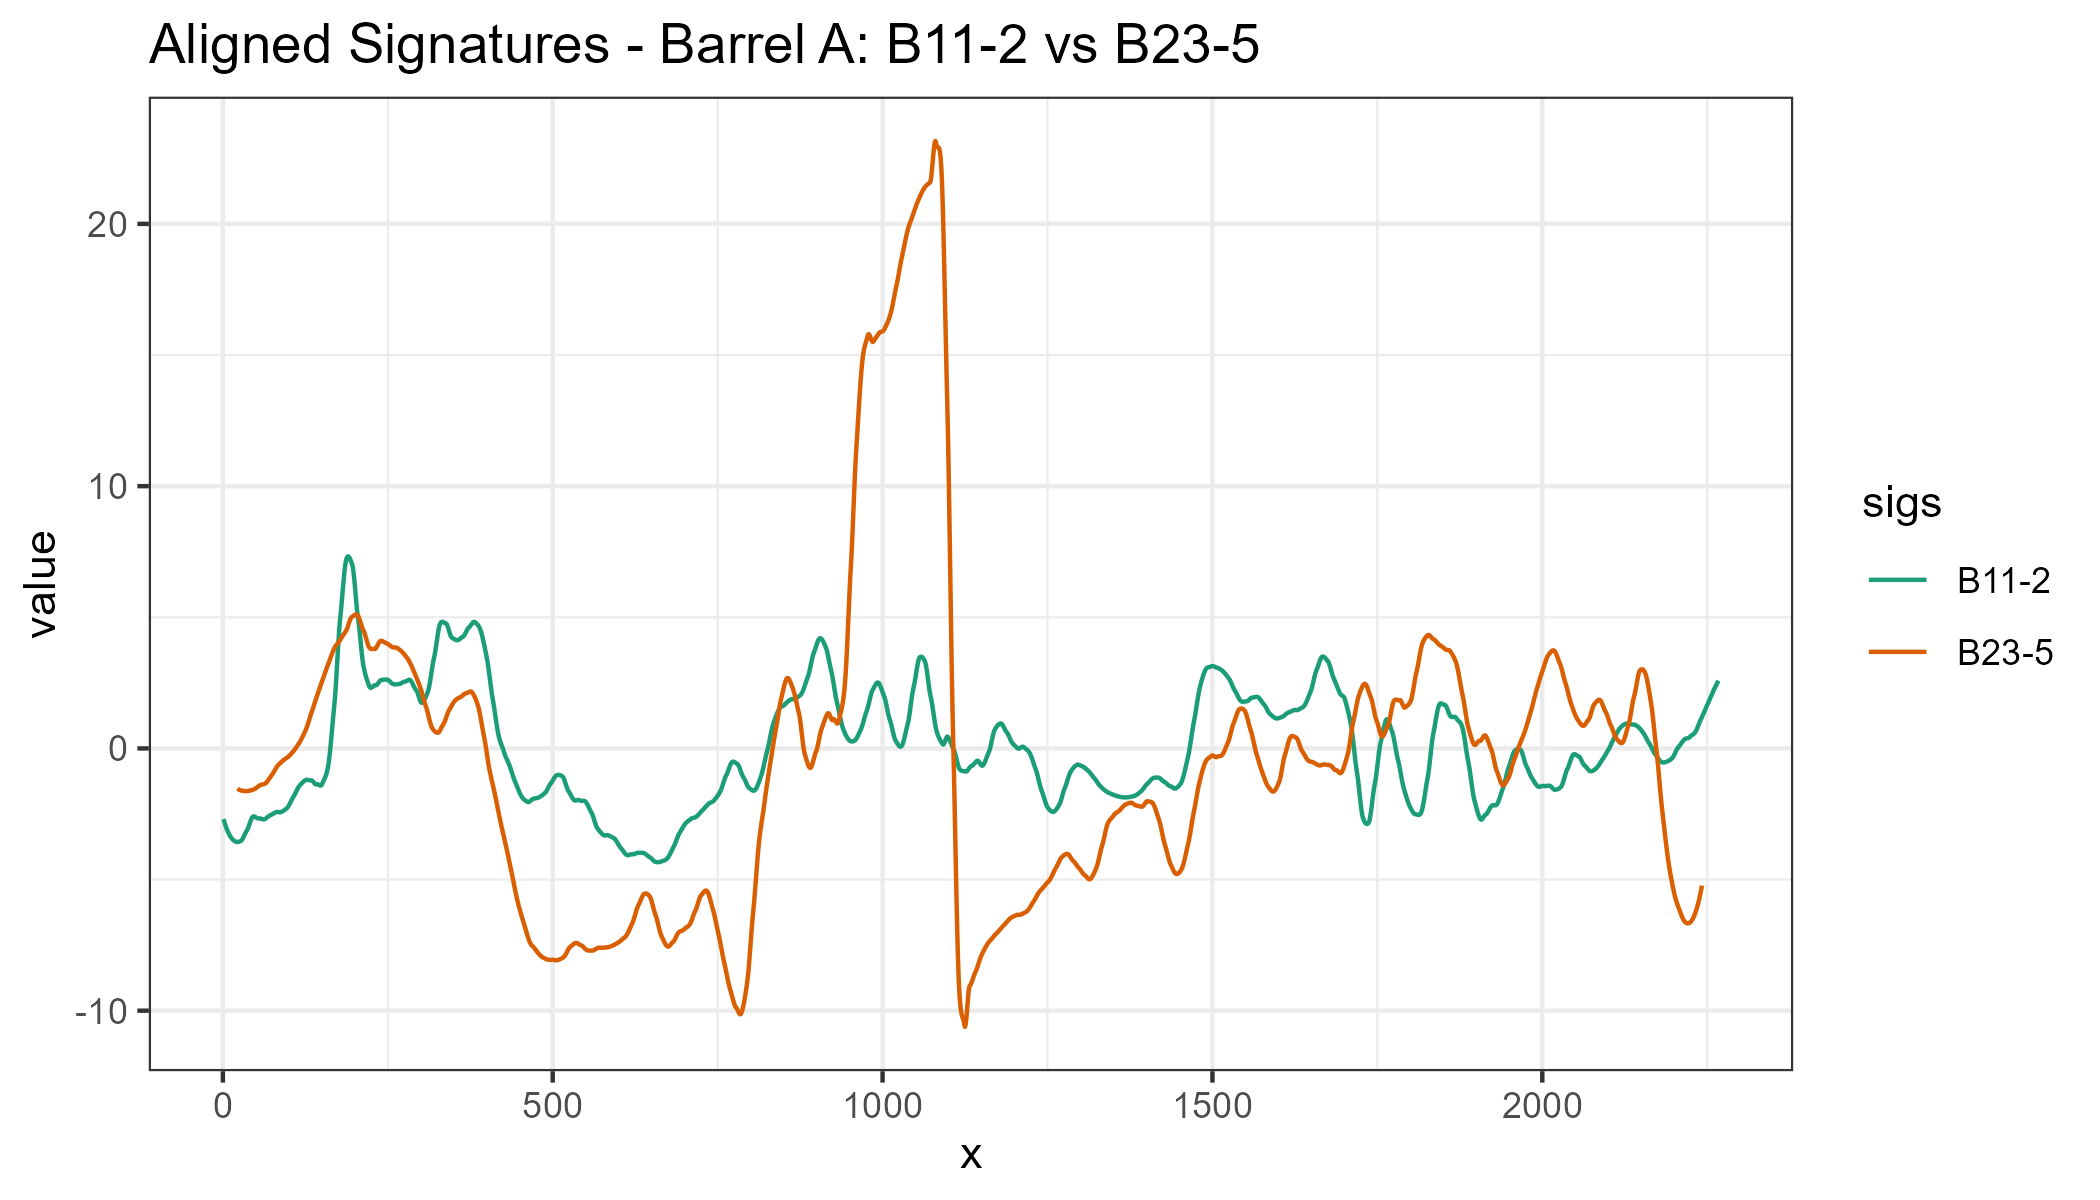 Aligned Signatures - Barrel A: B11-2 vs B23-5
20
10
0
-10
value
0 500 1000 1500 2000
x
sigs
B11-2
B23-5